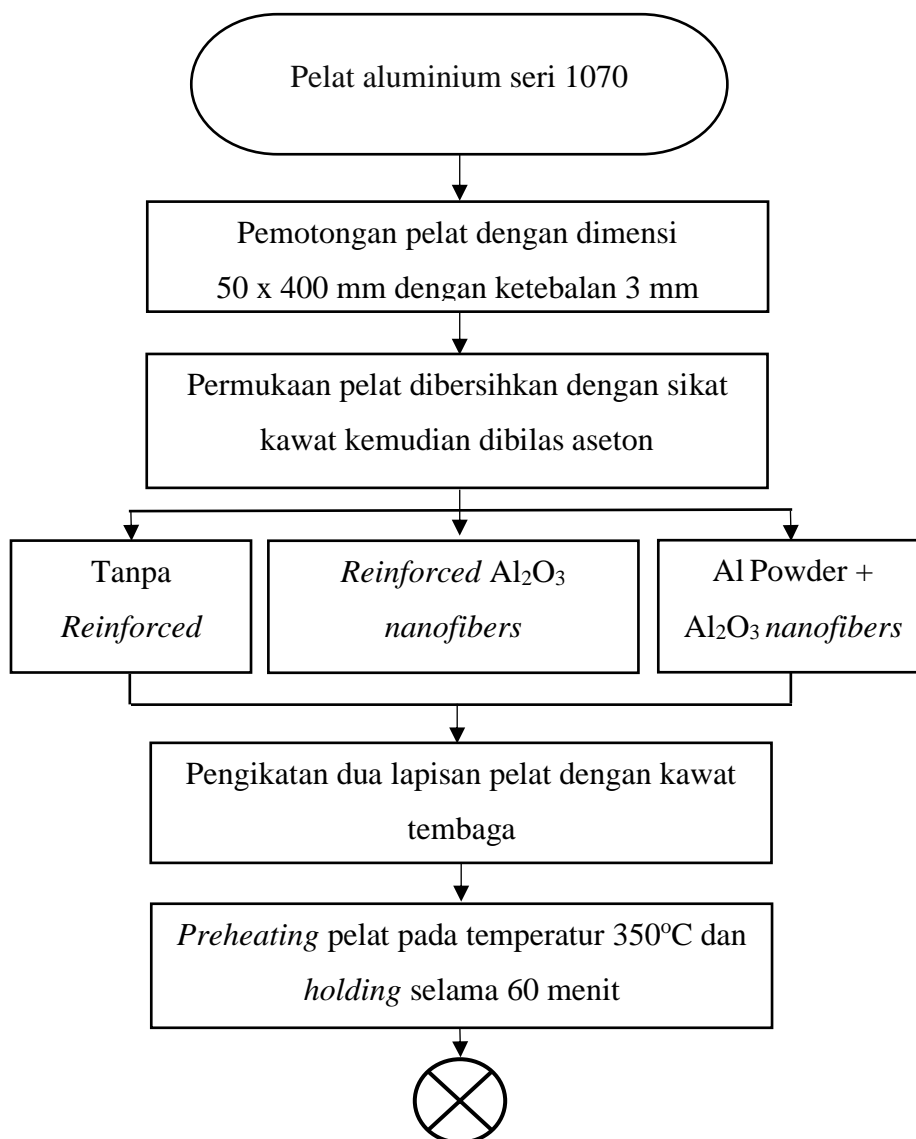 Pelat aluminium seri 1070
Pemotongan pelat dengan dimensi
50 x 400 mm dengan ketebalan 3 mm
Permukaan pelat dibersihkan dengan sikat
kawat kemudian dibilas aseton
Tanpa
Reinforced
Reinforced Al₂O₃
nanofibers
Al Powder +
Al₂O₃ nanofibers
Pengikatan dua lapisan pelat dengan kawat
tembaga
Preheating pelat pada temperatur 350°C dan
holding selama 60 menit